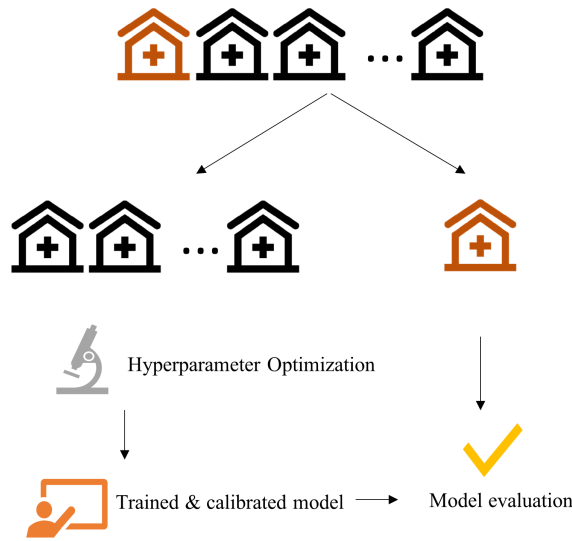 Hyperparameter Optimization
Trained & calibrated model
Model evaluation